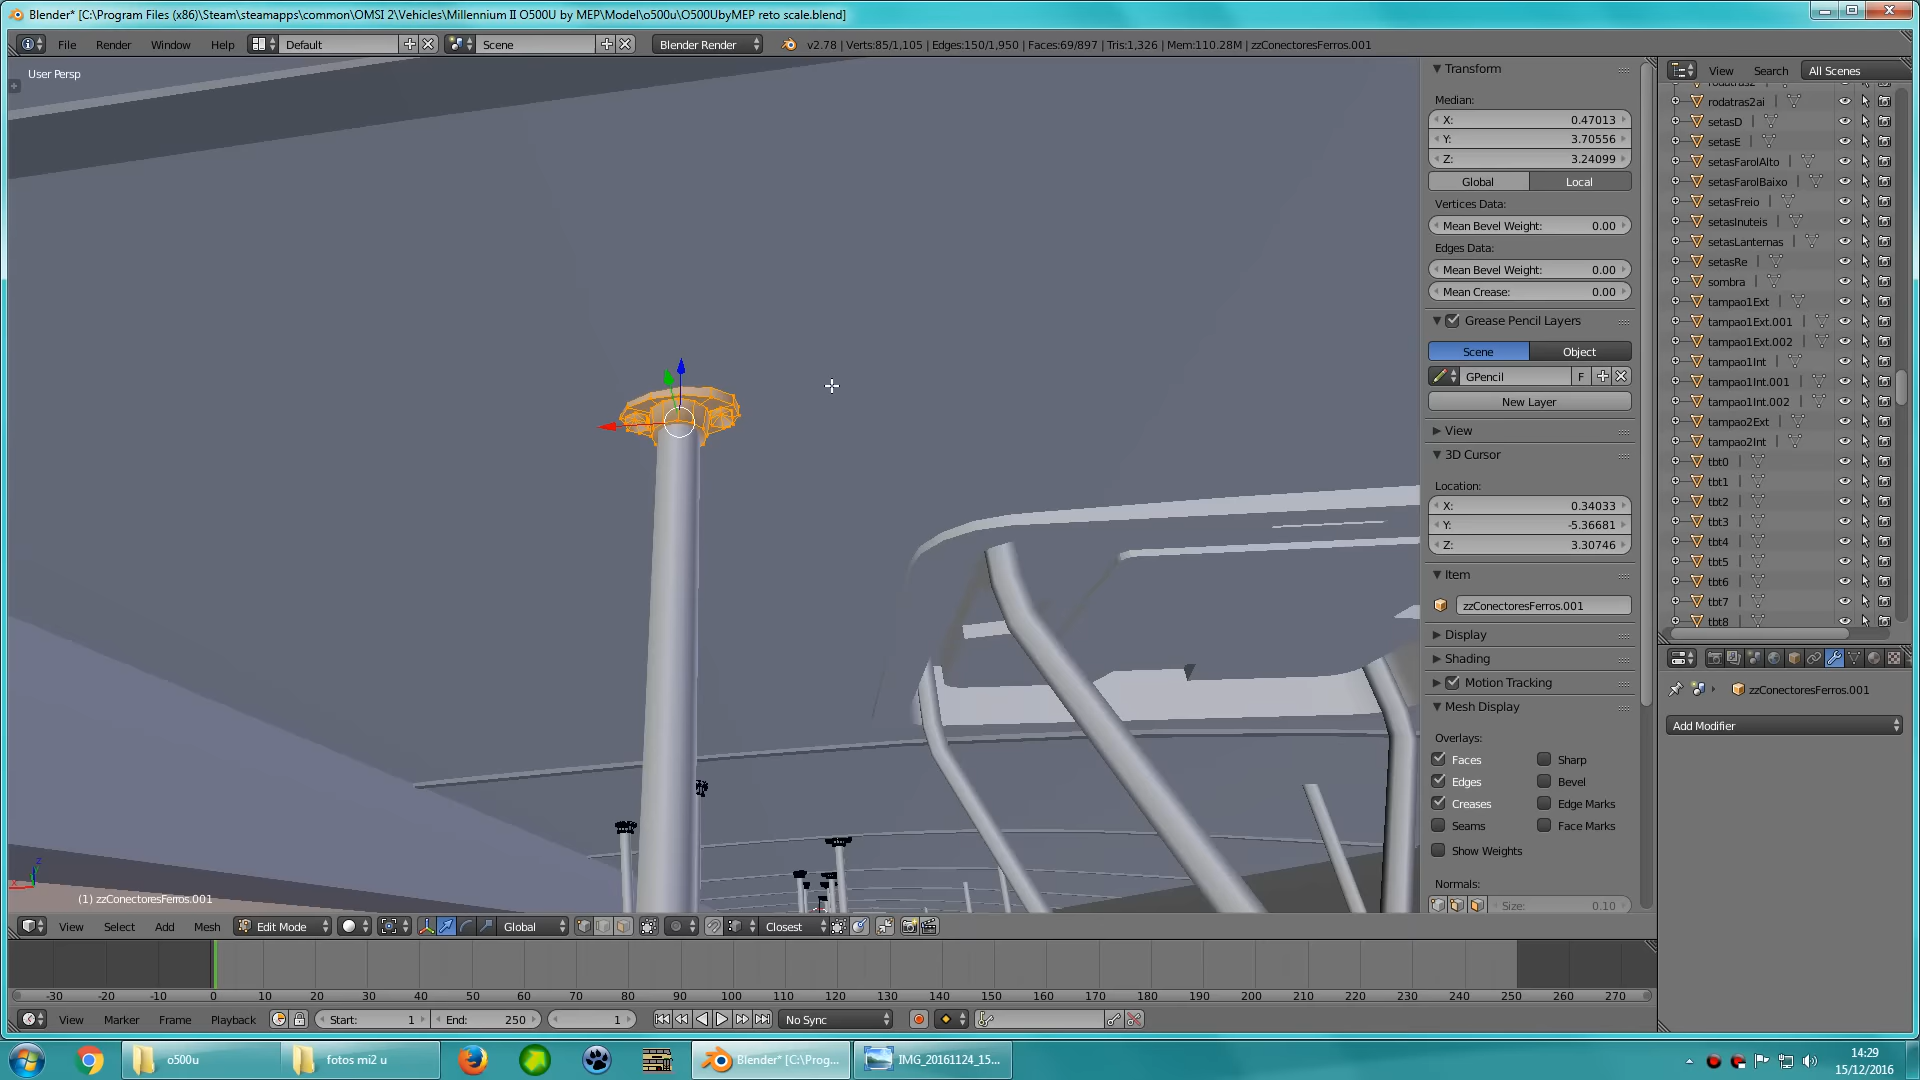 Blender* [C:\Program Files (x86)\Steam\steamapps\common\OMSI 2\Vehicles\Millennium II O500U by MEP\Model\o500u\O500UbyMEP reto scale.blend]
File Render Window Help Default Scene Blender Render v2.78 | Verts:85/1,105 | Edges:150/1,950 | Faces:69/897 | Tris:1,326 | Mem:110.28M | zzConectoresFerros.001
User Persp
(1) zzConectoresFerros.001
Transform
Median:
X: 0.47013
Y: 3.70556
Z: 3.24099
Global Local
Vertices Data:
Mean Bevel Weight: 0.00
Edges Data:
Mean Bevel Weight: 0.00
Mean Crease: 0.00
Grease Pencil Layers
Scene Object
GPencil F
New Layer
View
3D Cursor
Location:
X: 0.34033
Y: -5.36681
Z: 3.30746
Item
zzConectoresFerros.001
Display
Shading
Motion Tracking
Mesh Display
Overlays:
Faces Sharp
Edges Bevel
Creases Edge Marks
Seams Face Marks
Show Weights
Normals:
Size: 0.10
View Search All Scenes
rodatras2ai
setasD
setasE
setasFarolAlto
setasFarolBaixo
setasFreio
setasInuteis
setasLanternas
setasRe
sombra
tampao1Ext
tampao1Ext.001
tampao1Ext.002
tampao1Int
tampao1Int.001
tampao1Int.002
tampao2Ext
tampao2Int
tbt0
tbt1
tbt2
tbt3
tbt4
tbt5
tbt6
tbt7
tbt8
zzConectoresFerros.001
Add Modifier
View Select Add Mesh Edit Mode Global Closest
-30 -20 -10 0 10 20 30 40 50 60 70 80 90 100 110 120 130 140 150 160 170 180 190 200 210 220 230 240 250 260 270
View Marker Frame Playback Start: 1 End: 250 1 No Sync
o500u fotos mi2 u Blender* [C:\Prog... IMG_20161124_15...
14:29
15/12/2016